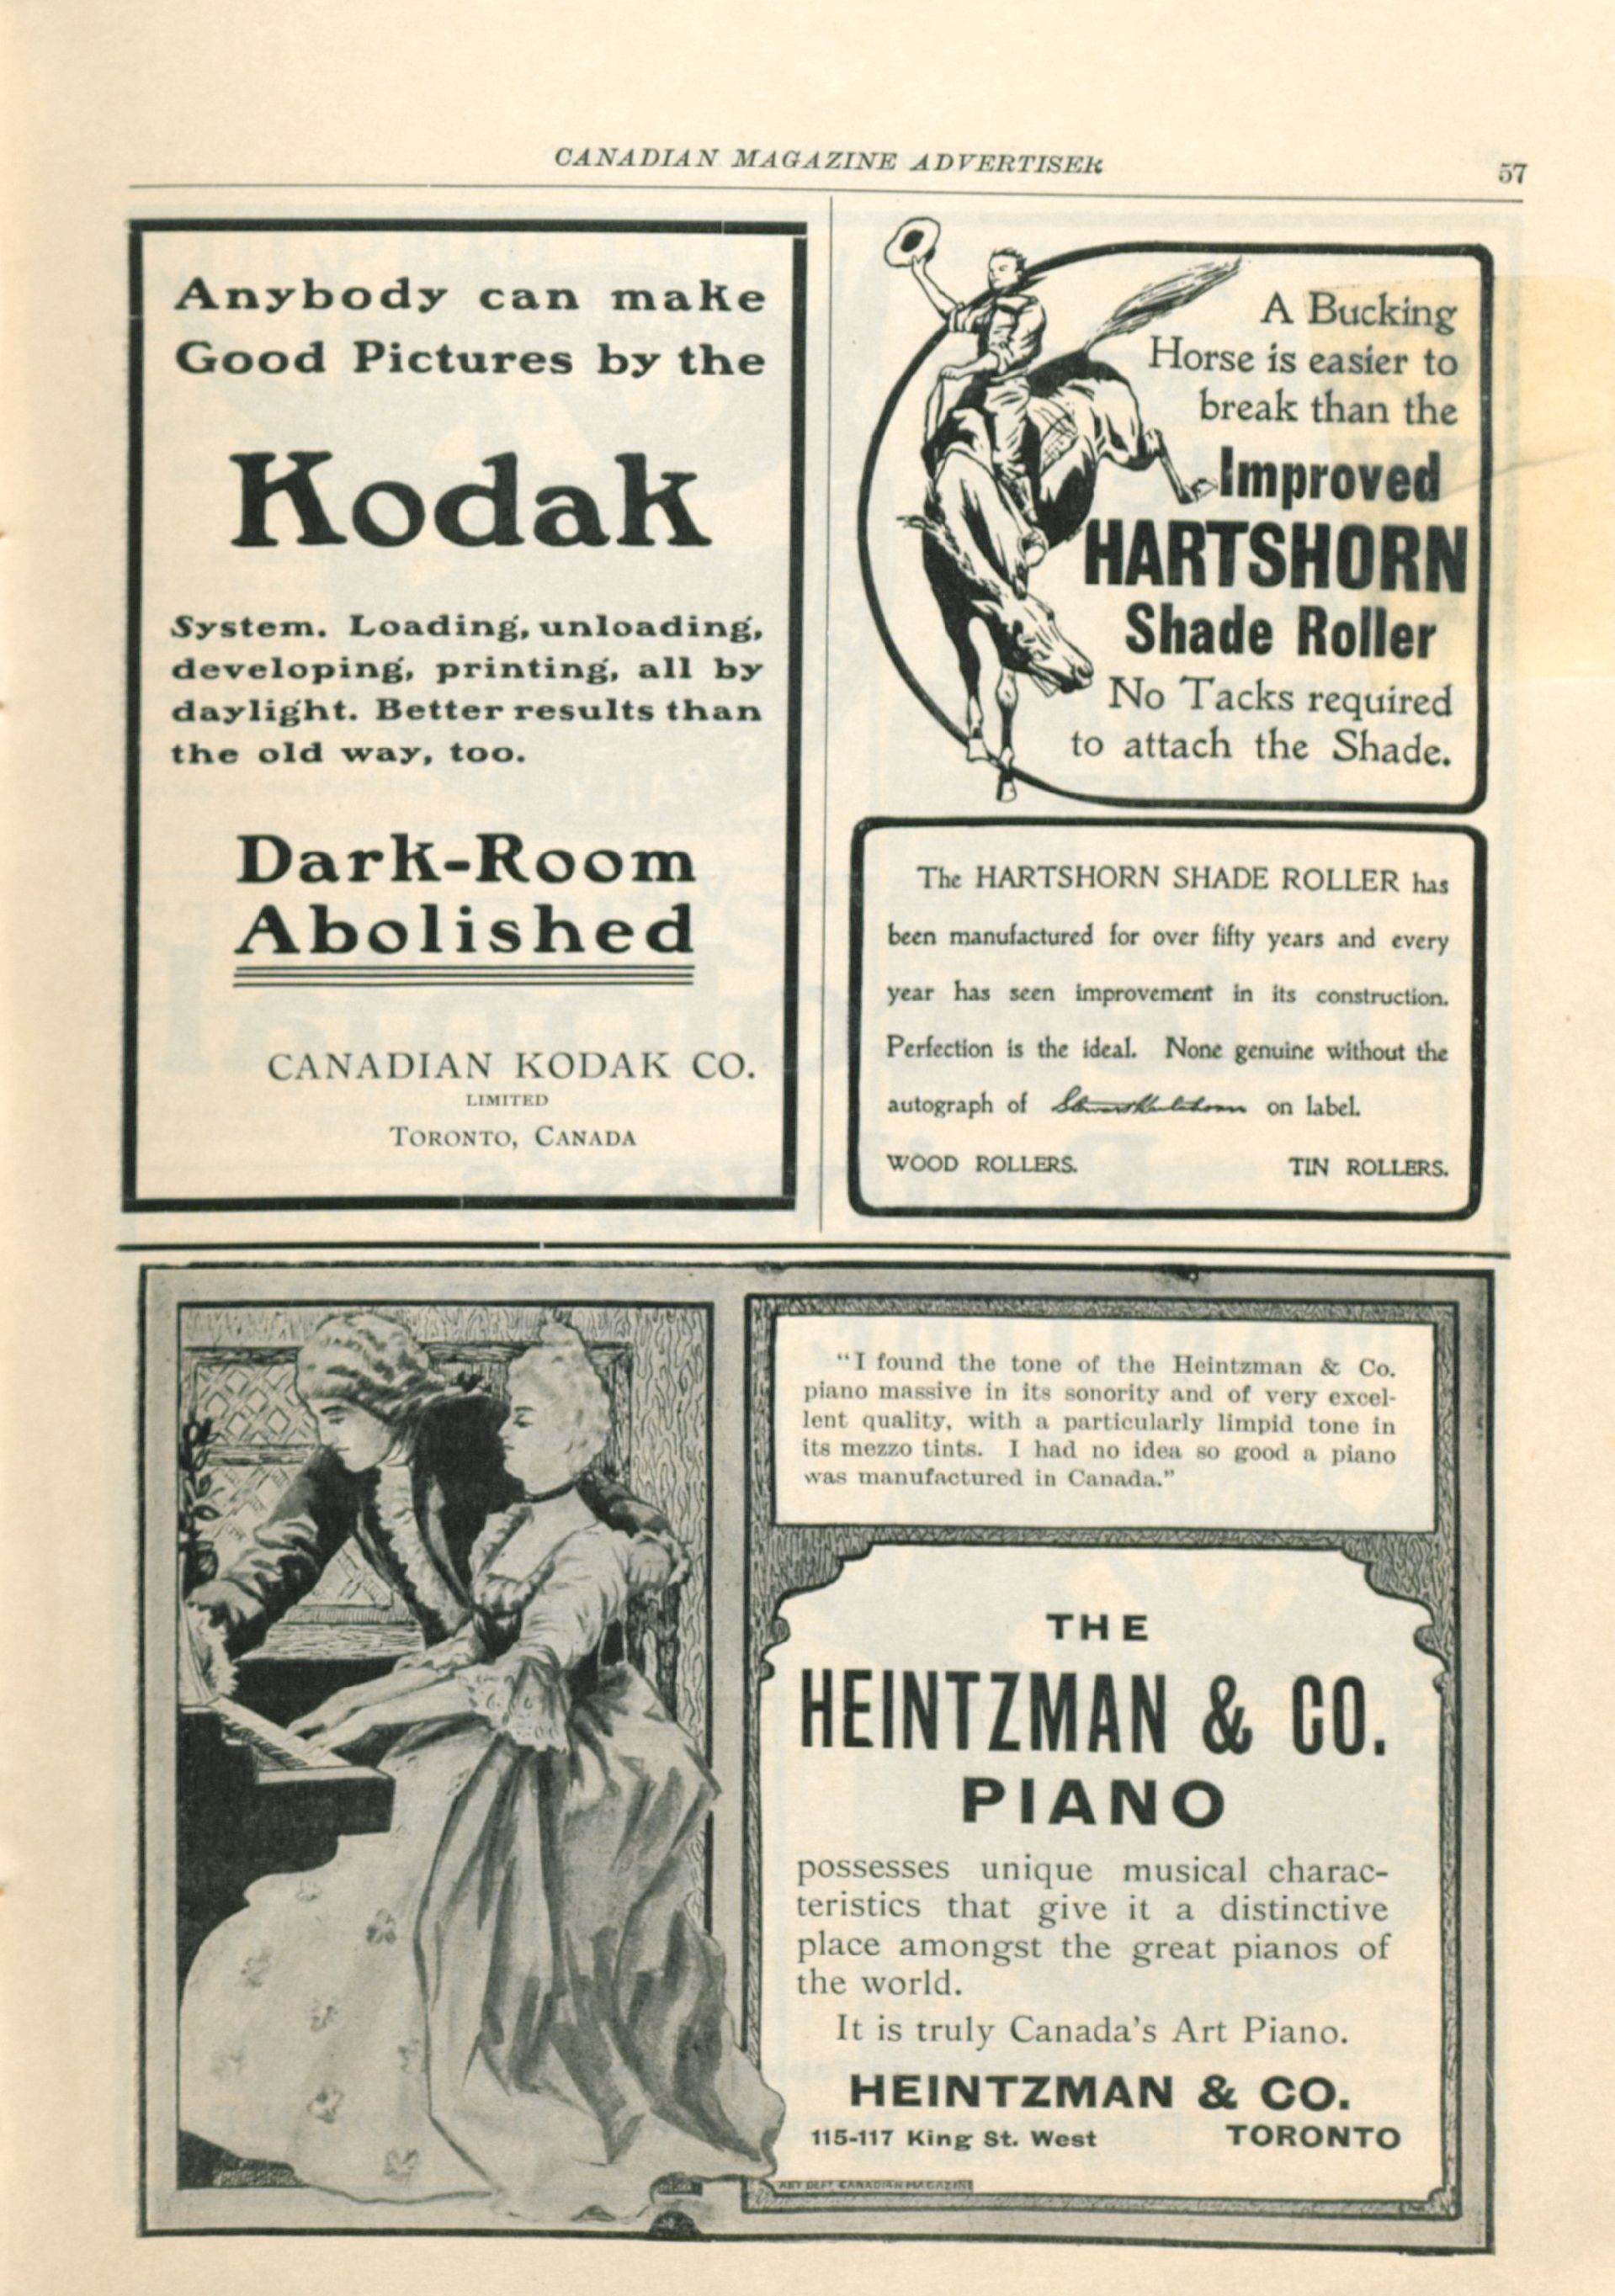 CANADIAN MAGAZINE ADVERTISER
57
Anybody can make
Good Pictures by the
Kodak
System. Loading, unloading,
developing, printing, all by
daylight. Better results than
the old way, too.
Dark-Room
Abolished
CANADIAN KODAK CO.
LIMITED
TORONTO, CANADA
A Bucking
Horse is easier to
break than the
Improved
HARTSHORN
Shade Roller
No Tacks required
to attach the Shade.
The HARTSHORN SHADE ROLLER has
been manufactured for over fifty years and every
year has seen improvement in its construction.
Perfection is the ideal. None genuine without the
autograph of Stewart Hartshorn on label.
WOOD ROLLERS. TIN ROLLERS.
"I found the tone of the Heintzman & Co.
piano massive in its sonority and of very excel-
lent quality, with a particularly limpid tone in
its mezzo tints. I had no idea so good a piano
was manufactured in Canada."
THE
HEINTZMAN & CO.
PIANO
possesses unique musical charac-
teristics that give it a distinctive
place amongst the great pianos of
the world.
It is truly Canada's Art Piano.
HEINTZMAN & CO.
115-117 King St. West TORONTO
ART DEPT. CANADIAN MAGAZINE